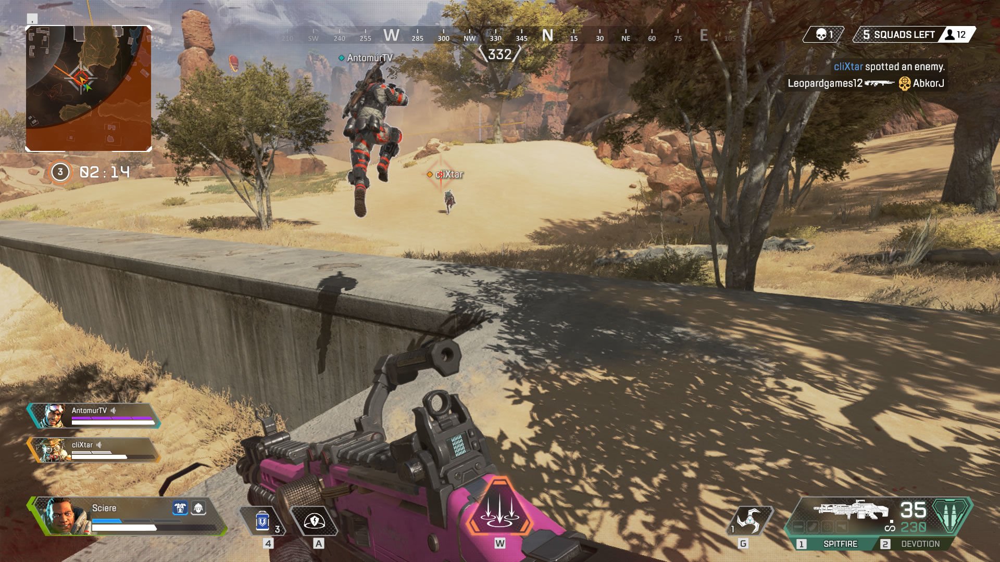 ,
210 SW 240 255 W 285 300 NW 330 345 N 15 30 NE 60 75 E 105
332
1
5 SQUADS LEFT 12
cliXtar spotted an enemy.
Leopardgames12 AbkorJ
AntomurTV
cliXtar
3 02:14
AntomurTV
cliXtar
Sciere
3
4
A
W
1
G
35
230
1 SPITFIRE
2 DEVOTION